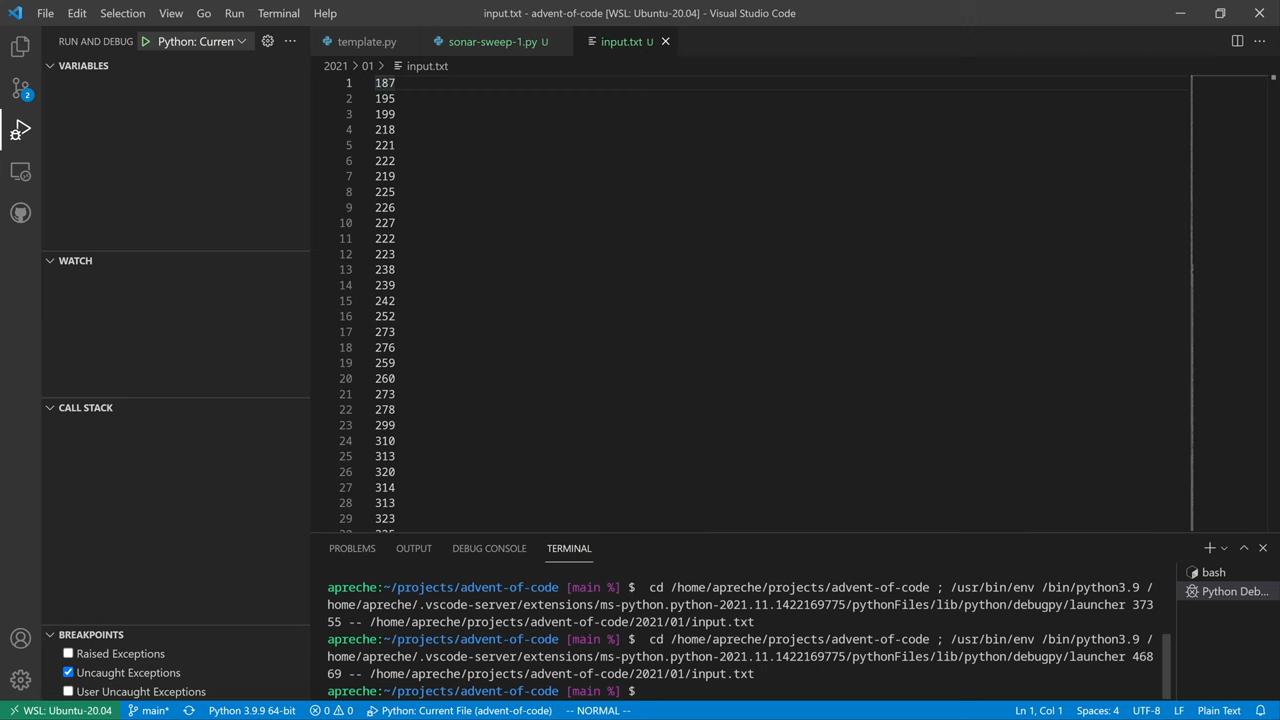 File Edit Selection View Go Run Terminal Help
input.txt - advent-of-code [WSL: Ubuntu-20.04] - Visual Studio Code
RUN AND DEBUG Python: Curren
template.py
sonar-sweep-1.py U
input.txt U
2021 > 01 > input.txt
VARIABLES
WATCH
CALL STACK
BREAKPOINTS
Raised Exceptions
Uncaught Exceptions
User Uncaught Exceptions
2
1 187
2 195
3 199
4 218
5 221
6 222
7 219
8 225
9 226
10 227
11 222
12 223
13 238
14 239
15 242
16 252
17 273
18 276
19 259
20 260
21 273
22 278
23 299
24 310
25 313
26 320
27 314
28 313
29 323
PROBLEMS OUTPUT DEBUG CONSOLE TERMINAL
apreche:~/projects/advent-of-code [main %] $  cd /home/apreche/projects/advent-of-code ; /usr/bin/env /bin/python3.9 /
home/apreche/.vscode-server/extensions/ms-python.python-2021.11.1422169775/pythonFiles/lib/python/debugpy/launcher 373
55 -- /home/apreche/projects/advent-of-code/2021/01/input.txt
apreche:~/projects/advent-of-code [main %] $  cd /home/apreche/projects/advent-of-code ; /usr/bin/env /bin/python3.9 /
home/apreche/.vscode-server/extensions/ms-python.python-2021.11.1422169775/pythonFiles/lib/python/debugpy/launcher 468
69 -- /home/apreche/projects/advent-of-code/2021/01/input.txt
apreche:~/projects/advent-of-code [main %] $
bash
Python Deb...
WSL: Ubuntu-20.04 main* Python 3.9.9 64-bit 0 0 Python: Current File (advent-of-code) -- NORMAL -- Ln 1, Col 1 Spaces: 4 UTF-8 LF Plain Text